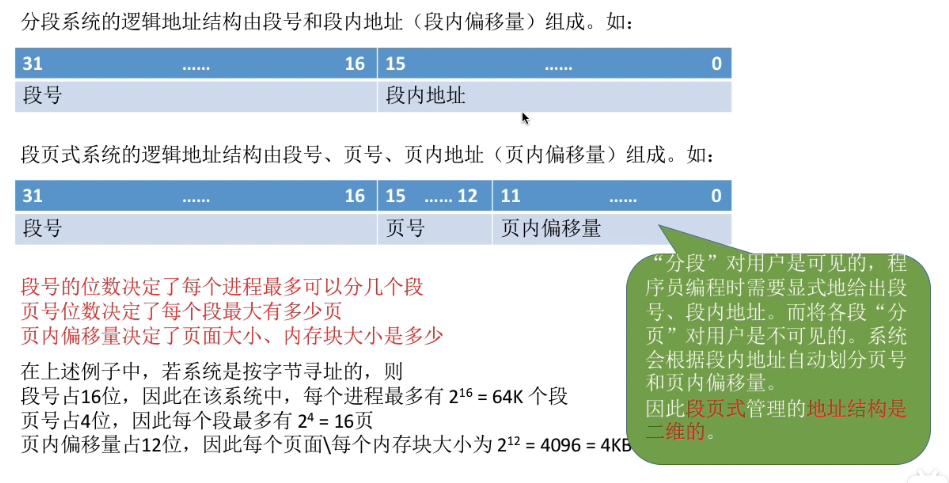 分段系统的逻辑地址结构由段号和段内地址（段内偏移量）组成。如：
31 …… 16 15 …… 0
段号 段内地址
段页式系统的逻辑地址结构由段号、页号、页内地址（页内偏移量）组成。如：
31 …… 16 15 …… 12 11 …… 0
段号 页号 页内偏移量
段号的位数决定了每个进程最多可以分几个段
页号位数决定了每个段最大有多少页
页内偏移量决定了页面大小、内存块大小是多少
在上述例子中，若系统是按字节寻址的，则
段号占16位，因此在该系统中，每个进程最多有 2¹⁶ = 64K 个段
页号占4位，因此每个段最多有 2⁴ = 16页
页内偏移量占12位，因此每个页面\每个内存块大小为 2¹² = 4096 = 4KB
“分段”对用户是可见的，程
序员编程时需要显式地给出段
号、段内地址。而将各段“分
页”对用户是不可见的。系统
会根据段内地址自动划分页号
和页内偏移量。
因此段页式管理的地址结构是
二维的。